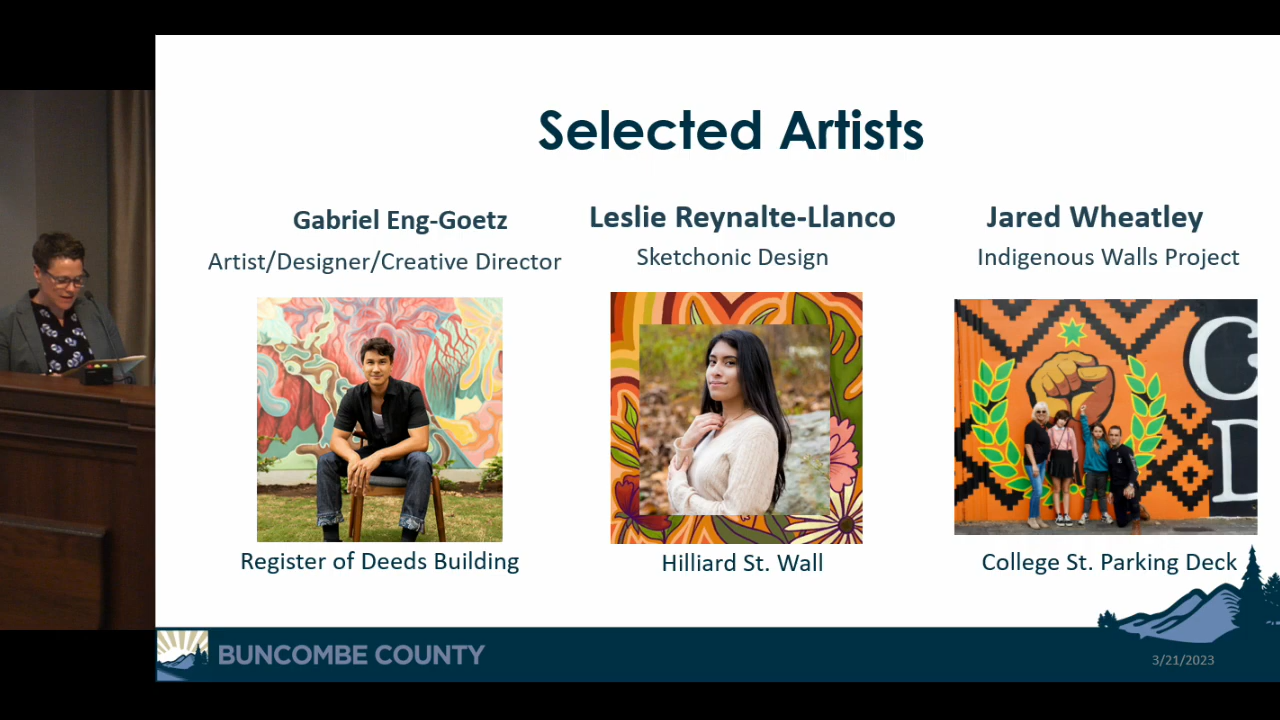 Selected Artists
Gabriel Eng-Goetz
Artist/Designer/Creative Director
Register of Deeds Building
Leslie Reynalte-Llanco
Sketchonic Design
Hilliard St. Wall
Jared Wheatley
Indigenous Walls Project
College St. Parking Deck
BUNCOMBE COUNTY
3/21/2023